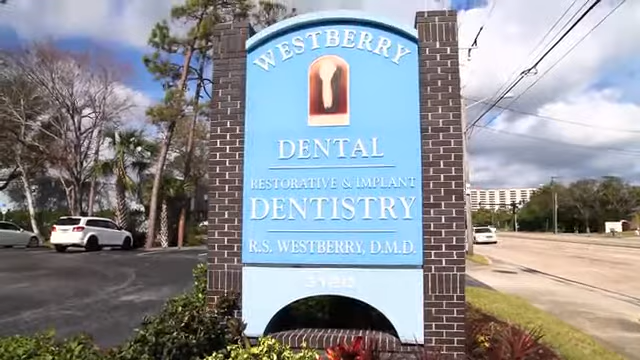 WESTBERRY
DENTAL
RESTORATIVE & IMPLANT
DENTISTRY
R.S. WESTBERRY, D.M.D.